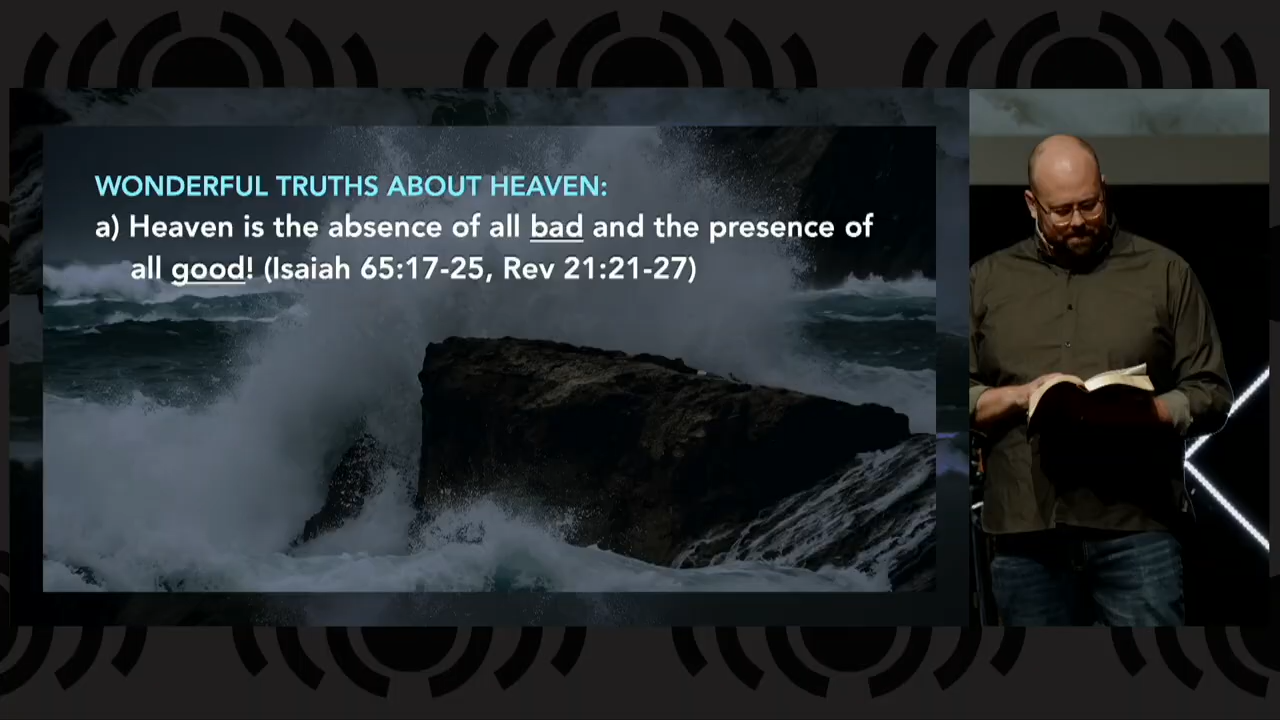 WONDERFUL TRUTHS ABOUT HEAVEN:
a) Heaven is the absence of all bad and the presence of
all good! (Isaiah 65:17-25, Rev 21:21-27)